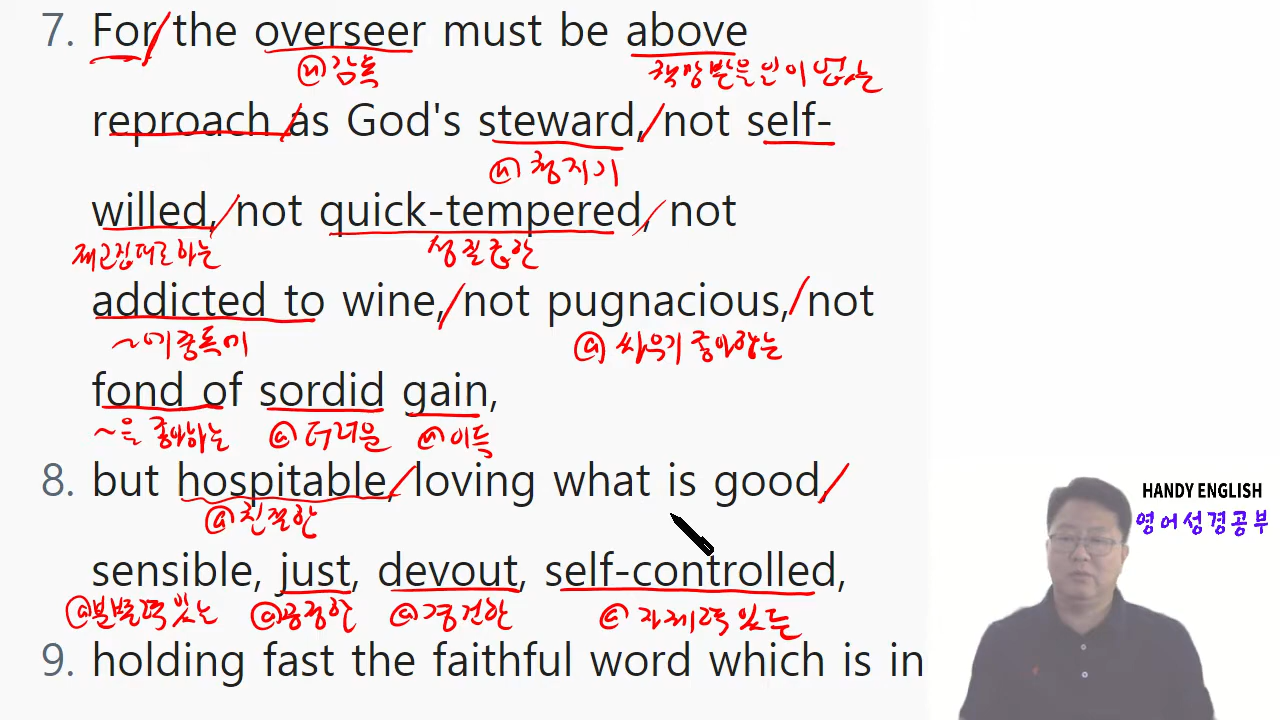 7. For the overseer must be above
ⓝ 감독 책망 받을 일이 없는
reproach as God's steward, not self-
ⓝ 청지기
willed, not quick-tempered, not
제고집대로하는 성질 급한
addicted to wine, not pugnacious, not
~에 중독이 ⓐ 싸우기 좋아하는
fond of sordid gain,
~을 좋아하는 ⓐ 더러운 ⓝ 이득
8. but hospitable, loving what is good,
ⓐ 친절한
HANDY ENGLISH
영어성경공부
sensible, just, devout, self-controlled,
ⓐ 분별력 있는 ⓐ 공정한 ⓐ 경건한 ⓐ 자제력 있는
9. holding fast the faithful word which is in